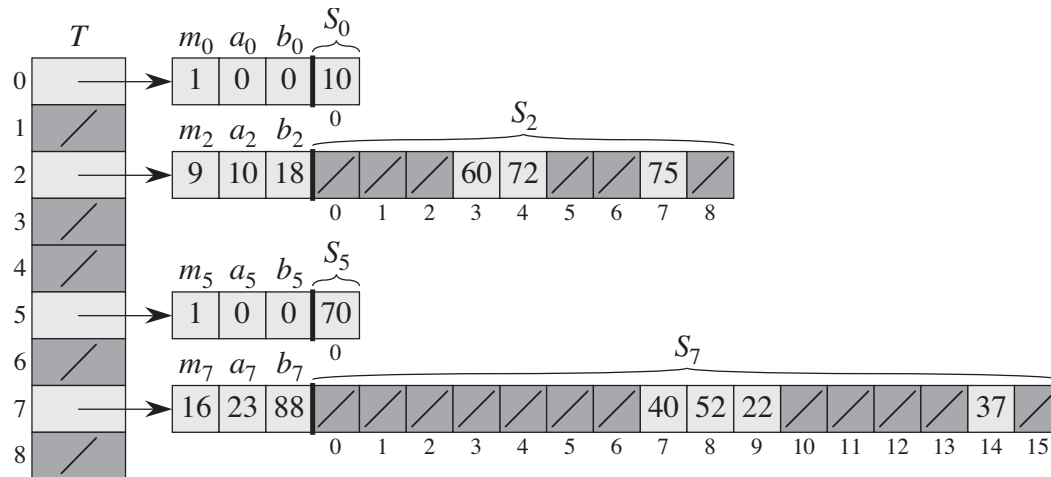 T m₀ a₀ b₀ S₀
0 1 0 0 10
0
1 m₂ a₂ b₂ S₂
2 9 10 18 60 72 75
0 1 2 3 4 5 6 7 8
3
4 m₅ a₅ b₅ S₅
5 1 0 0 70
0
6 m₇ a₇ b₇ S₇
7 16 23 88 40 52 22 37
0 1 2 3 4 5 6 7 8 9 10 11 12 13 14 15
8